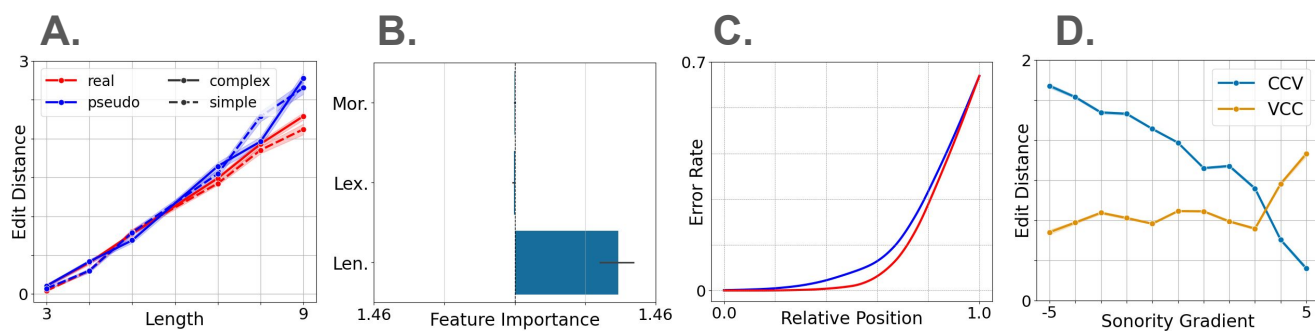 A.
3
real
complex
pseudo
simple
Edit Distance
0
3
Length
9
B.
Mor.
Lex.
Len.
1.46
Feature Importance
1.46
C.
0.7
Error Rate
0
0.0
Relative Position
1.0
D.
2
CCV
VCC
Edit Distance
0
-5
Sonority Gradient
5